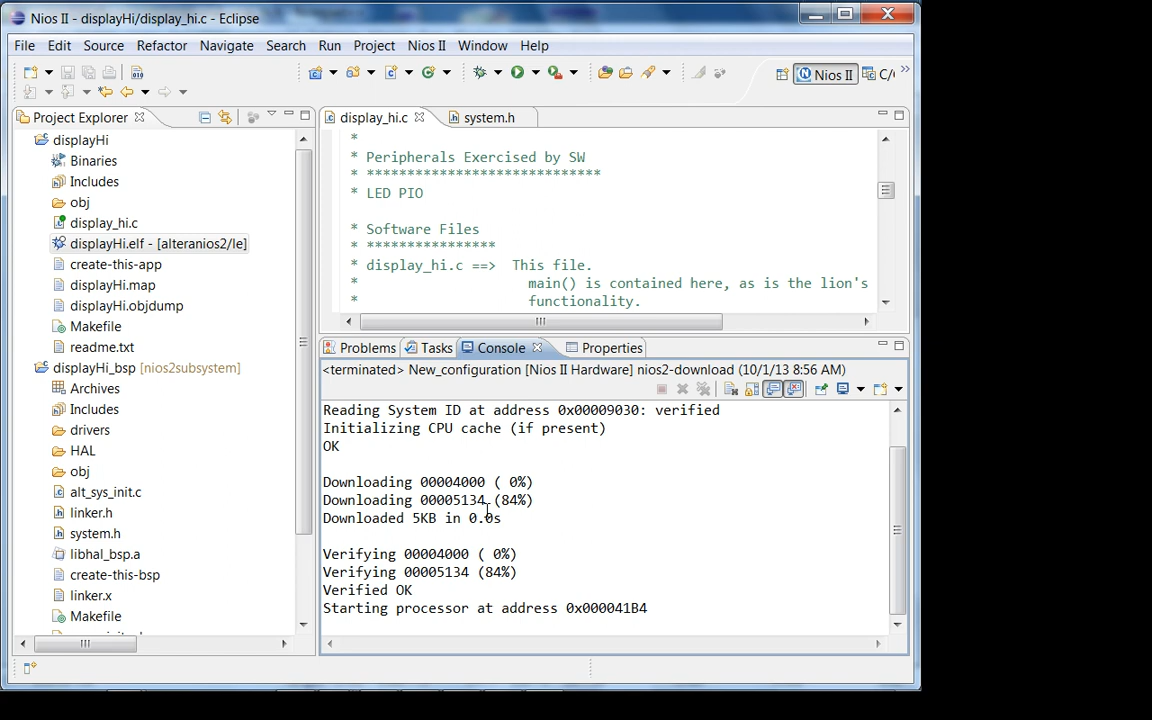 Nios II - displayHi/display_hi.c - Eclipse
File Edit Source Refactor Navigate Search Run Project Nios II Window Help
Nios II C/ »
Project Explorer
displayHi
Binaries
Includes
obj
display_hi.c
displayHi.elf - [alteranios2/le]
create-this-app
displayHi.map
displayHi.objdump
Makefile
readme.txt
displayHi_bsp [nios2subsystem]
Archives
Includes
drivers
HAL
obj
alt_sys_init.c
linker.h
system.h
libhal_bsp.a
create-this-bsp
linker.x
Makefile
display_hi.c system.h
*
* Peripherals Exercised by SW
* ****************************
* LED PIO
* Software Files
* ***************
* display_hi.c ==> This file.
* main() is contained here, as is the lion's
* functionality.
Problems Tasks Console Properties
<terminated> New_configuration [Nios II Hardware] nios2-download (10/1/13 8:56 AM)
Reading System ID at address 0x00009030: verified
Initializing CPU cache (if present)
OK
Downloading 00004000 ( 0%)
Downloading 00005134 (84%)
Downloaded 5KB in 0.0s
Verifying 00004000 ( 0%)
Verifying 00005134 (84%)
Verified OK
Starting processor at address 0x000041B4